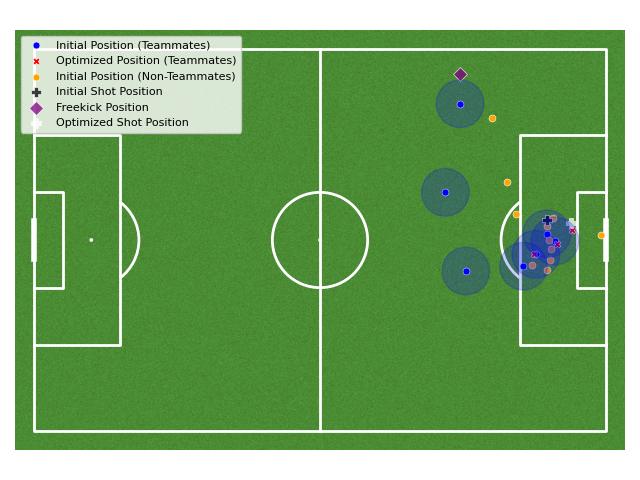 Initial Position (Teammates)
Optimized Position (Teammates)
Initial Position (Non-Teammates)
Initial Shot Position
Freekick Position
Optimized Shot Position